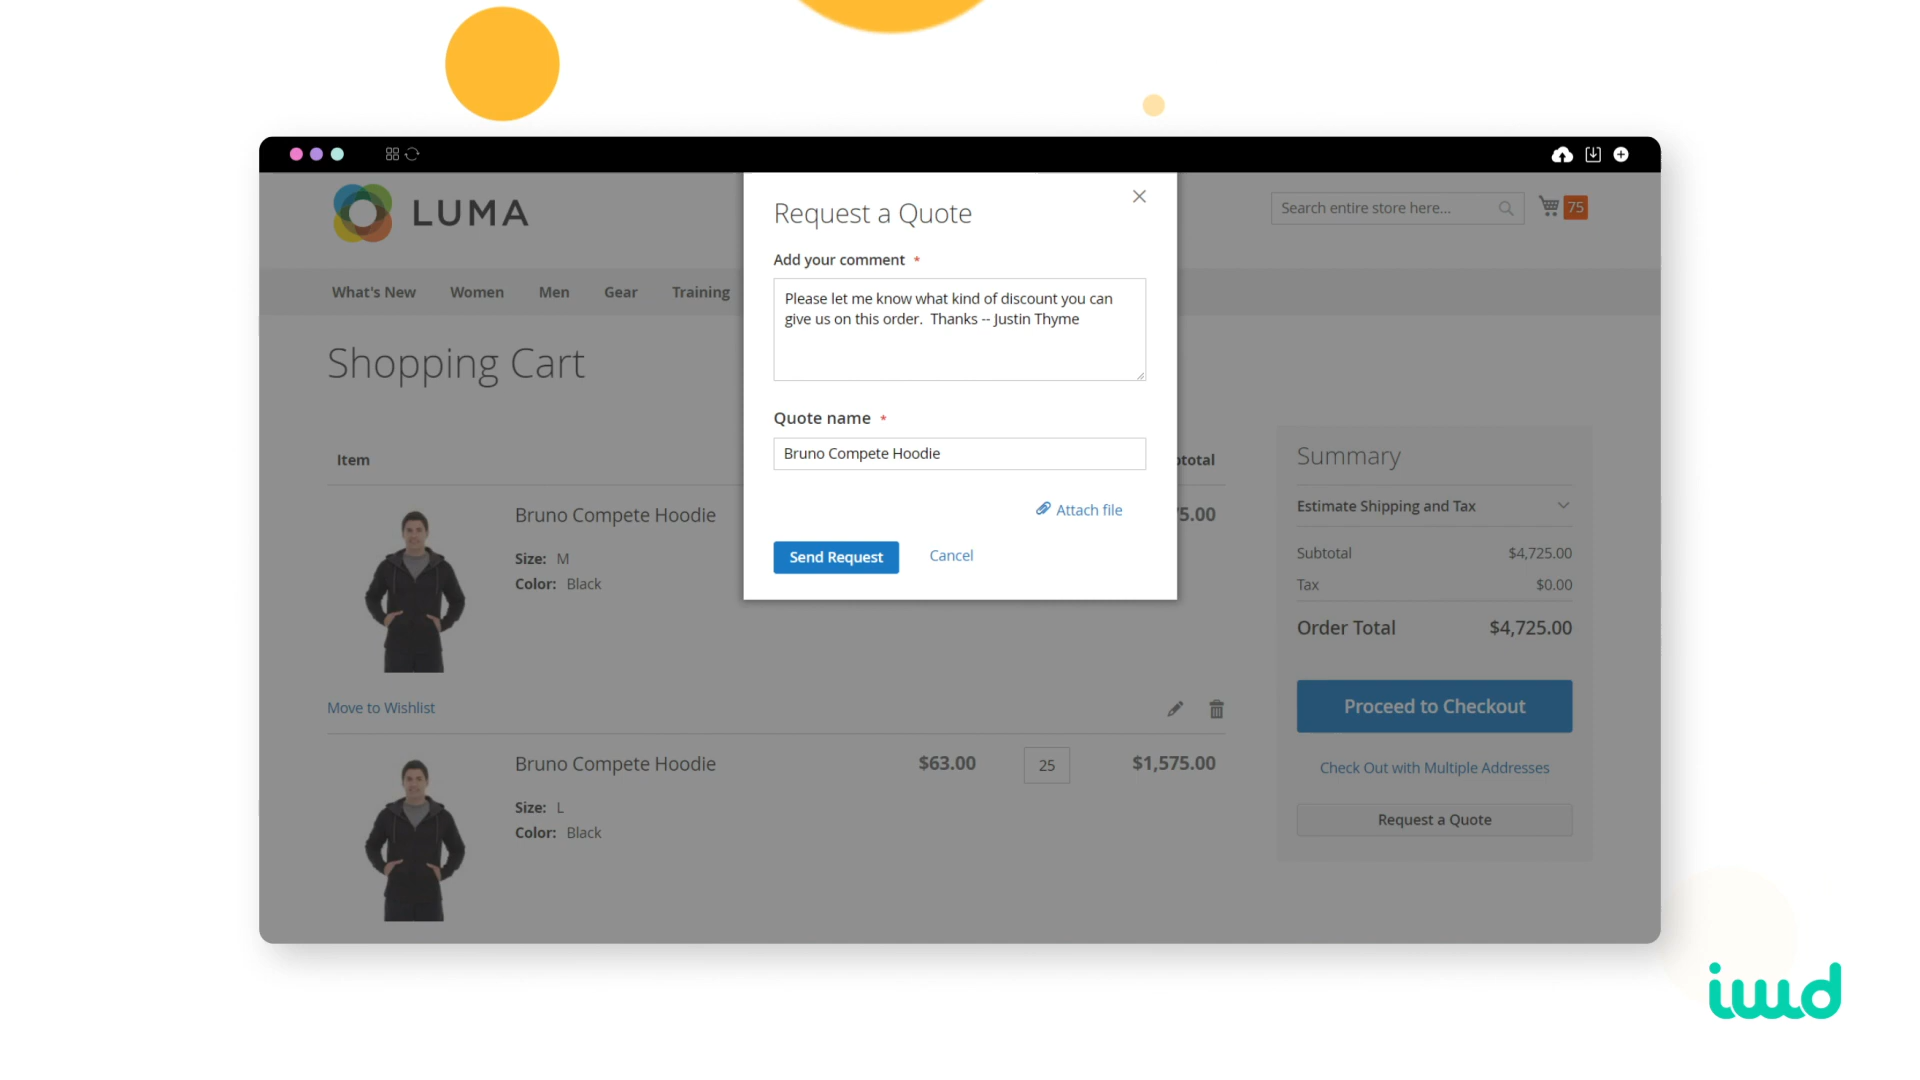 LUMA
Search entire store here...
75
What's New
Women
Men
Gear
Training
Shopping Cart
Request a Quote
Add your comment *
Please let me know what kind of discount you can
give us on this order.  Thanks -- Justin Thyme
Quote name *
Bruno Compete Hoodie
Attach file
Send Request
Cancel
Item
Bruno Compete Hoodie
5.00
Size: M
Color: Black
Move to Wishlist
Bruno Compete Hoodie
$63.00
25
$1,575.00
Size: L
Color: Black
Summary
Estimate Shipping and Tax
Subtotal $4,725.00
Tax $0.00
Order Total $4,725.00
Proceed to Checkout
Check Out with Multiple Addresses
Request a Quote
iwd